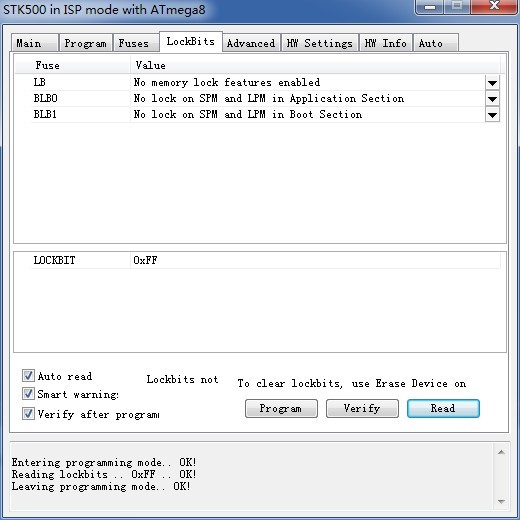 STK500 in ISP mode with ATmega8
Main Program Fuses LockBits Advanced HW Settings HW Info Auto
Fuse Value
LB No memory lock features enabled
BLB0 No lock on SPM and LPM in Application Section
BLB1 No lock on SPM and LPM in Boot Section
LOCKBIT 0xFF
Auto read
Lockbits not To clear lockbits, use Erase Device on
Smart warning:
Verify after program
Program Verify Read
Entering programming mode.. OK!
Reading lockbits .. 0xFF .. OK!
Leaving programming mode.. OK!